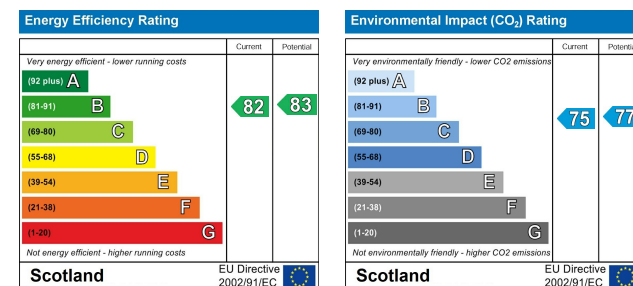 Energy Efficiency Rating
Current Potential
Very energy efficient - lower running costs
(92 plus) A
(81-91) B
82 83
(69-80) C
(55-68) D
(39-54) E
(21-38) F
(1-20) G
Not energy efficient - higher running costs
Scotland
EU Directive
2002/91/EC
Environmental Impact (CO₂) Rating
Current Potential
Very environmentally friendly - lower CO2 emissions
(92 plus) A
(81-91) B
75 77
(69-80) C
(55-68) D
(39-54) E
(21-38) F
(1-20) G
Not environmentally friendly - higher CO2 emissions
Scotland
EU Directive
2002/91/EC